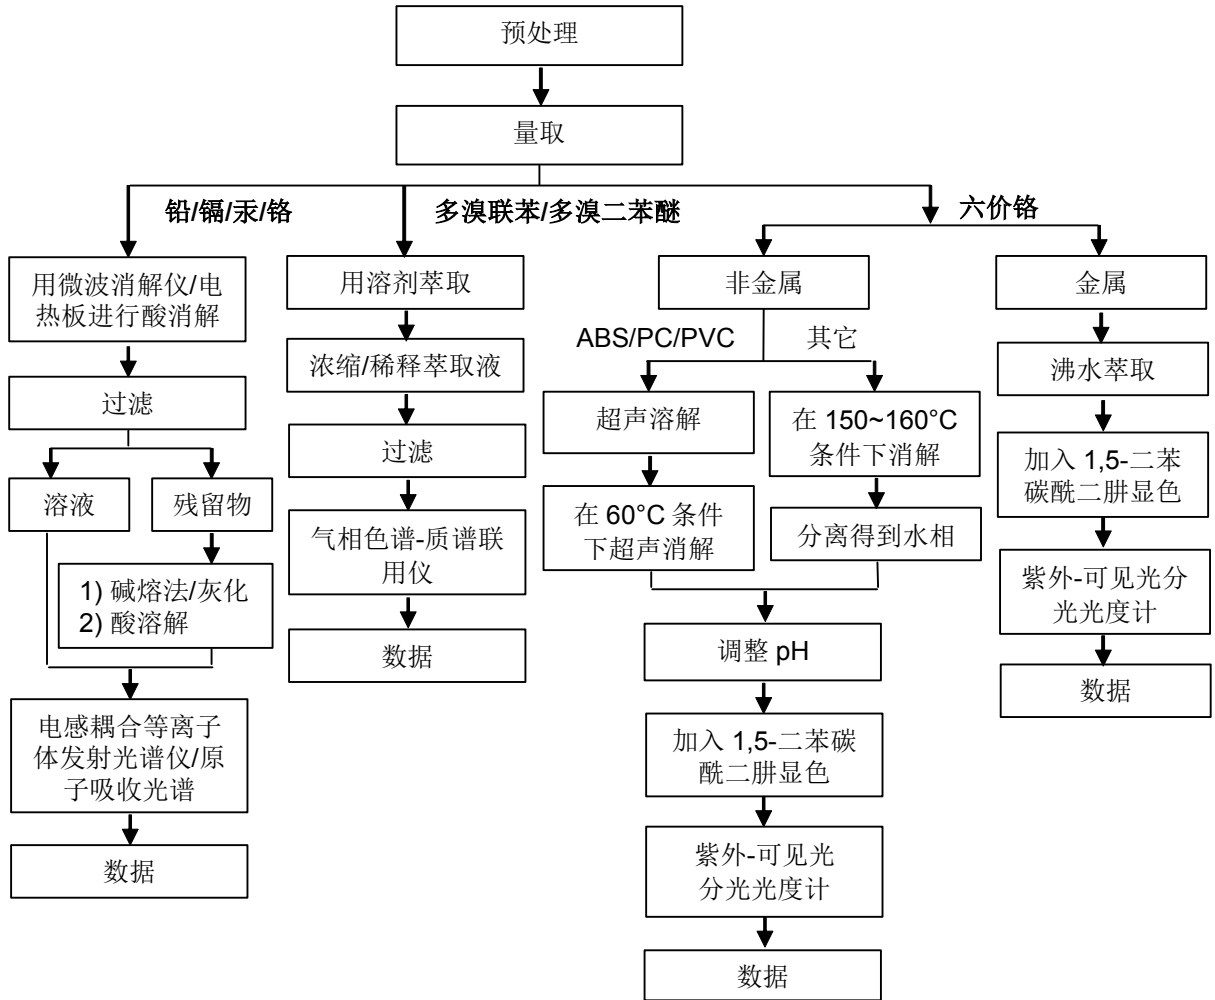 预处理
量取
铅/镉/汞/铬
多溴联苯/多溴二苯醚
六价铬
用微波消解仪/电
热板进行酸消解
过滤
溶液
残留物
1) 碱熔法/灰化
2) 酸溶解
电感耦合等离子
体发射光谱仪/原
子吸收光谱
数据
用溶剂萃取
浓缩/稀释萃取液
过滤
气相色谱-质谱联
用仪
数据
非金属
ABS/PC/PVC
其它
超声溶解
在 60°C 条件
下超声消解
在 150~160°C
条件下消解
分离得到水相
调整 pH
加入 1,5-二苯碳
酰二肼显色
紫外-可见光
分光光度计
数据
金属
沸水萃取
加入 1,5-二苯
碳酰二肼显色
紫外-可见光分
光光度计
数据